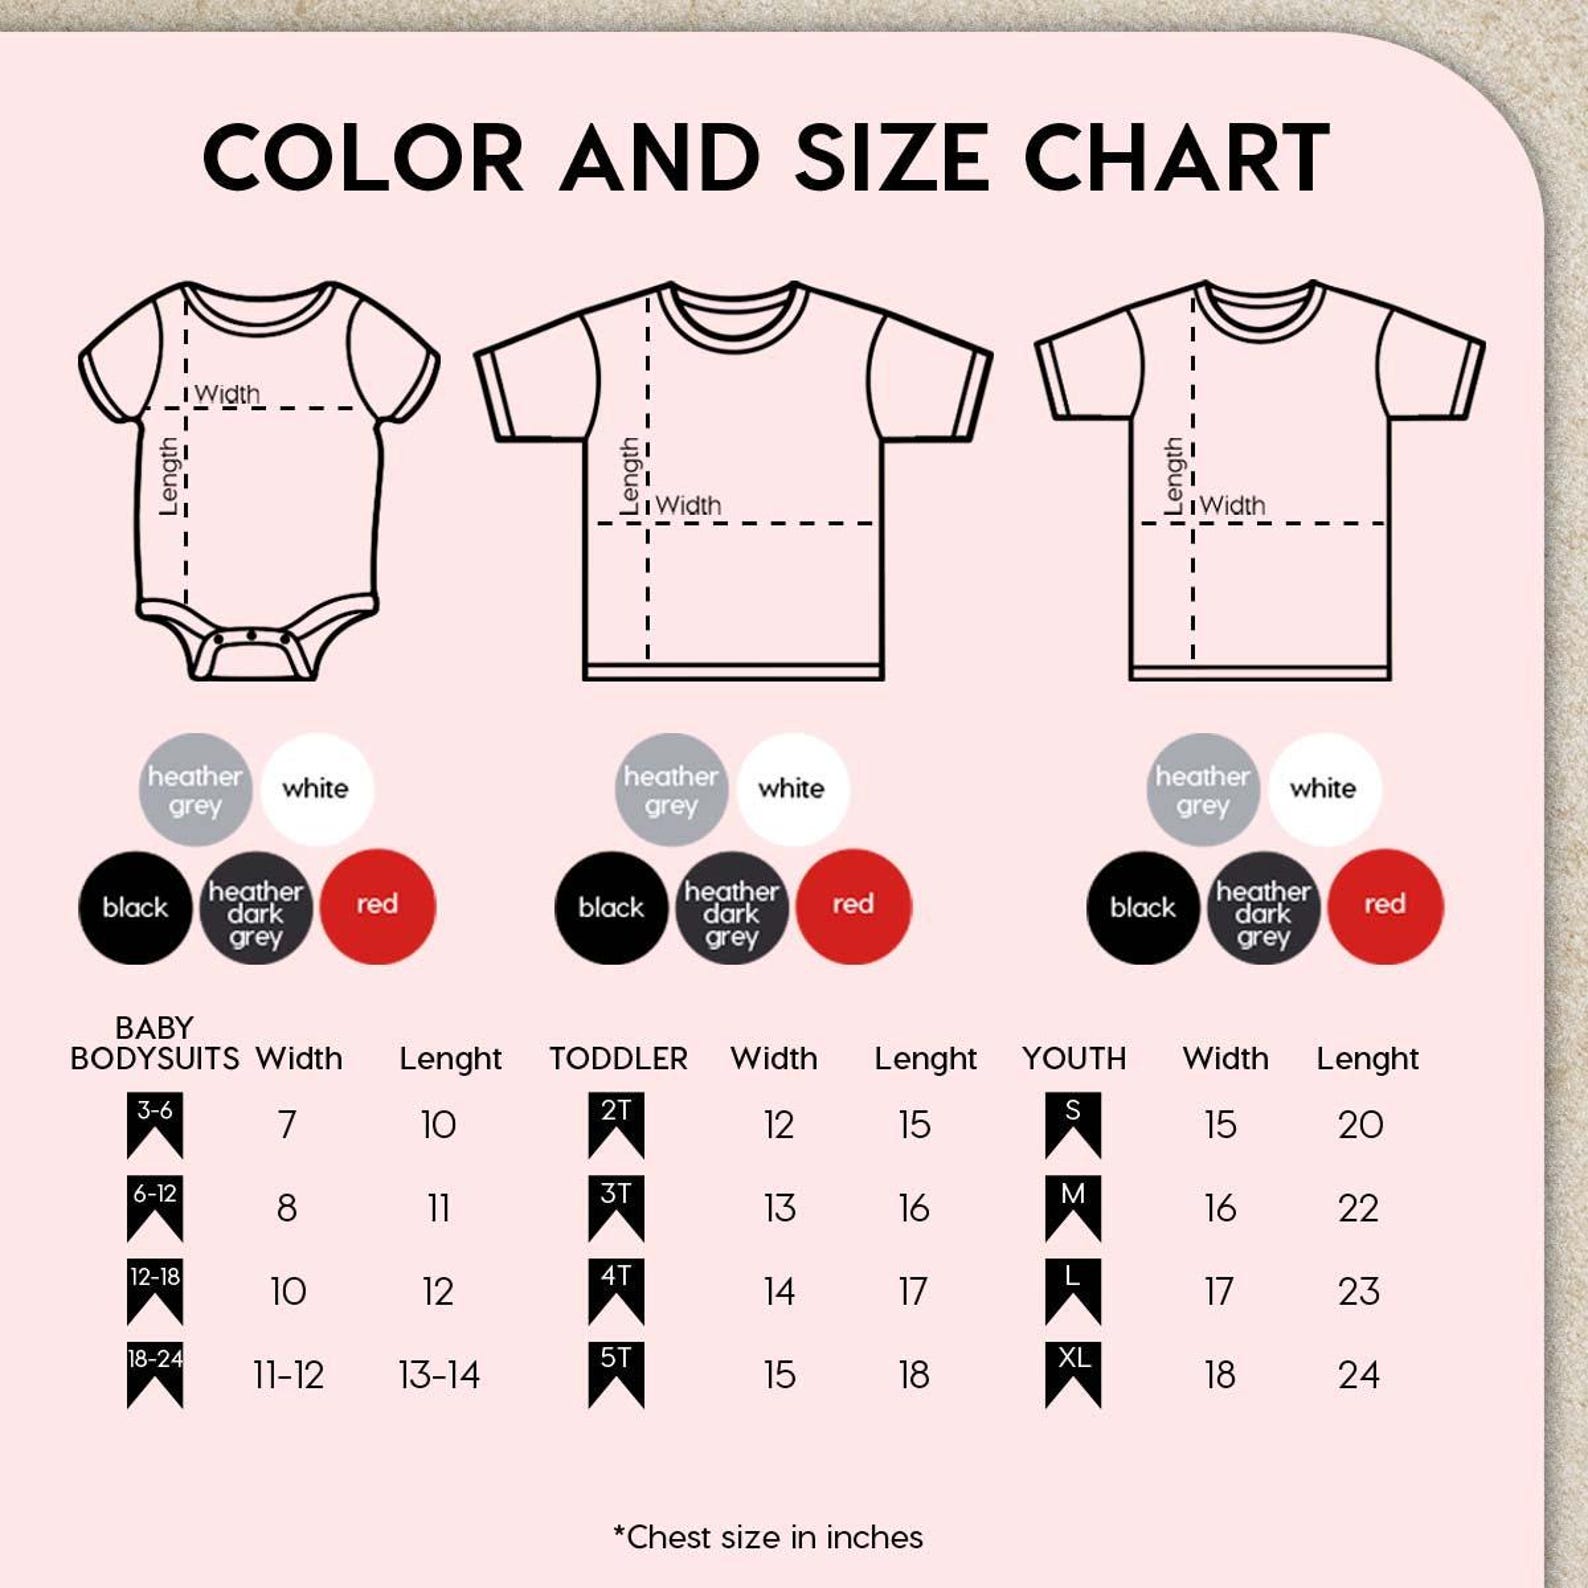 COLOR AND SIZE CHART
Width
Length
Length
Width
Length
Width
heather
grey
white
black
heather
dark
grey
red
heather
grey
white
black
heather
dark
grey
red
heather
grey
white
black
heather
dark
grey
red
BABY
BODYSUITS Width Lenght TODDLER Width Lenght YOUTH Width Lenght
3-6 7 10 2T 12 15 S 15 20
6-12 8 11 3T 13 16 M 16 22
12-18 10 12 4T 14 17 L 17 23
18-24 11-12 13-14 5T 15 18 XL 18 24
*Chest size in inches